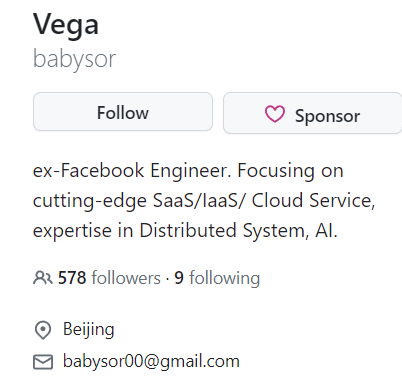 Vega
babysor
Follow
Sponsor
ex-Facebook Engineer. Focusing on
cutting-edge SaaS/IaaS/ Cloud Service,
expertise in Distributed System, AI.
578 followers · 9 following
Beijing
babysor00@gmail.com